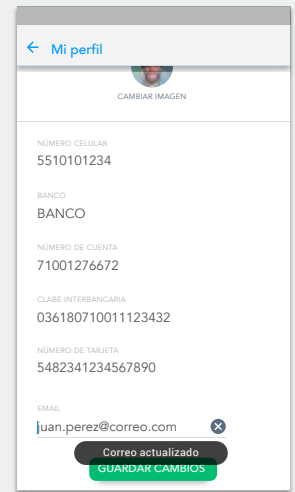 Mi perfil
CAMBIAR IMAGEN
NÚMERO CELULAR
5510101234
BANCO
BANCO
NÚMERO DE CUENTA
71001276672
CLABE INTERBANCARIA
036180710011123432
NÚMERO DE TARJETA
5482341234567890
EMAIL
juan.perez@correo.com
Correo actualizado
GUARDAR CAMBIOS